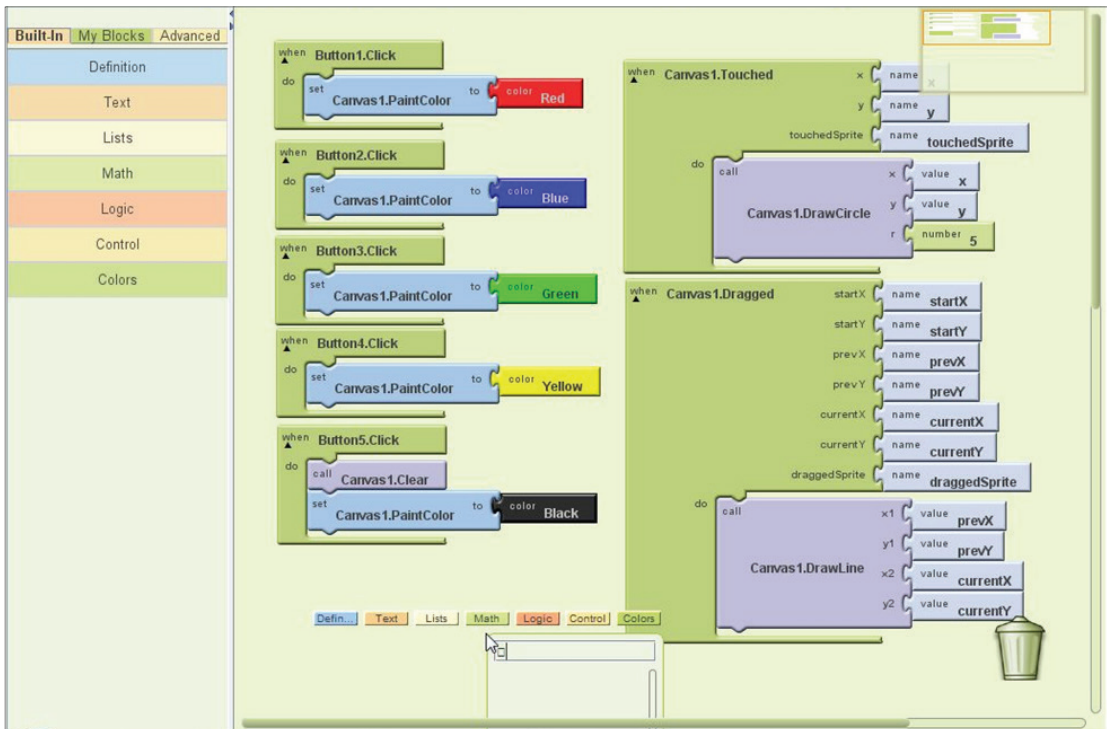 Built-In My Blocks Advanced
Definition
Text
Lists
Math
Logic
Control
Colors
when Button1.Click
do set Canvas1.PaintColor to color Red
when Button2.Click
do set Canvas1.PaintColor to color Blue
when Button3.Click
do set Canvas1.PaintColor to color Green
when Button4.Click
do set Canvas1.PaintColor to color Yellow
when Button5.Click
do call Canvas1.Clear
set Canvas1.PaintColor to color Black
when Canvas1.Touched x name x
y name y
touchedSprite name touchedSprite
do call Canvas1.DrawCircle x value x
y value y
r number 5
when Canvas1.Dragged startX name startX
startY name startY
prevX name prevX
prevY name prevY
currentX name currentX
currentY name currentY
draggedSprite name draggedSprite
do call Canvas1.DrawLine x1 value prevX
y1 value prevY
x2 value currentX
y2 value currentY
Defin... Text Lists Math Logic Control Colors